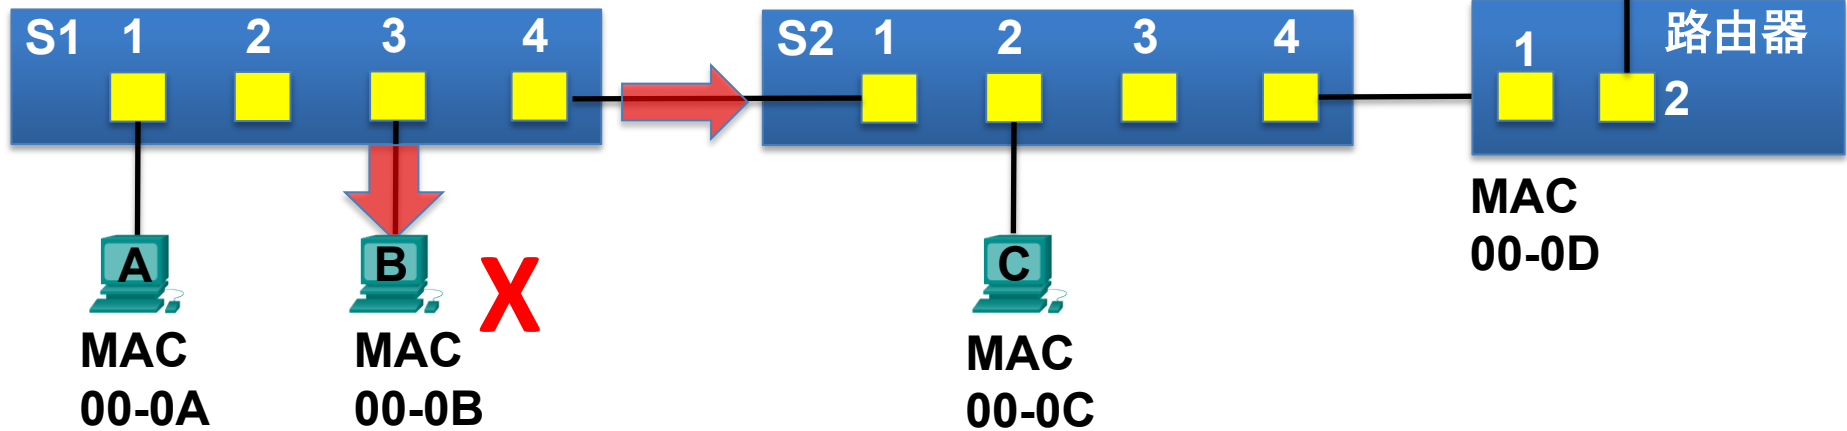 S1 1 2 3 4
S2 1 2 3 4
路由器
1
2
A
MAC
00-0A
B
X
MAC
00-0B
C
MAC
00-0C
MAC
00-0D